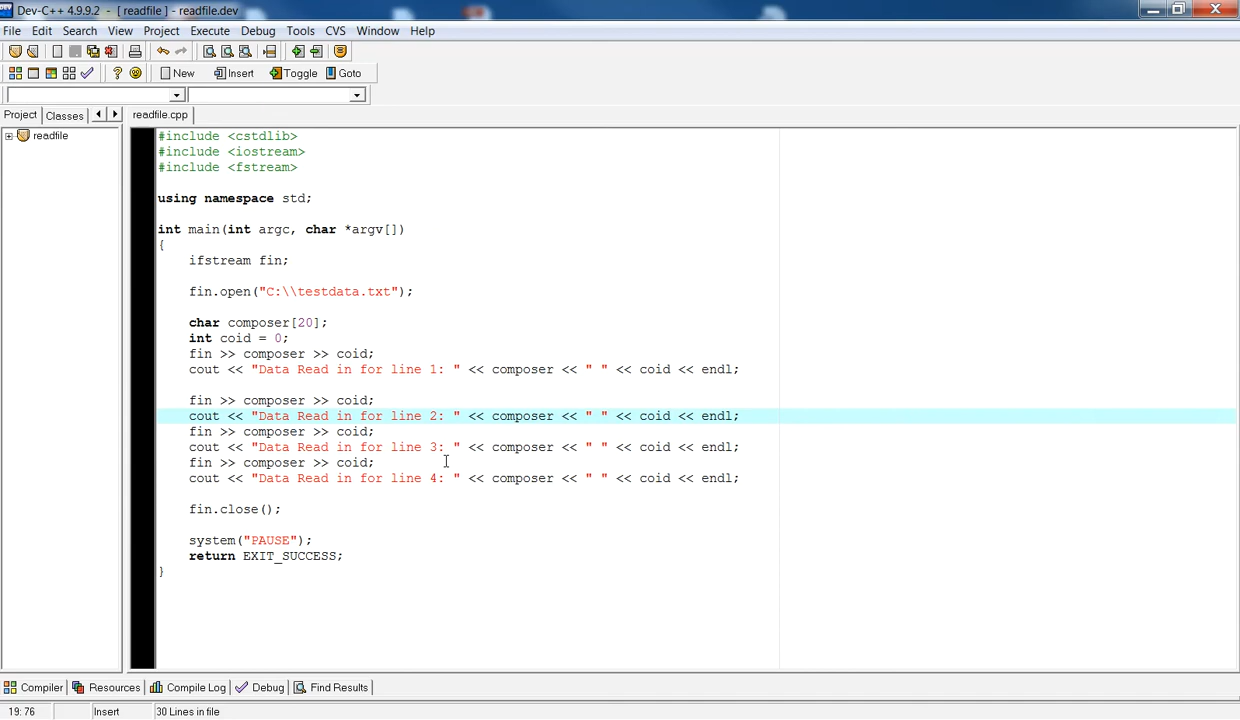 Dev-C++ 4.9.9.2 - [ readfile ] - readfile.dev
File Edit Search View Project Execute Debug Tools CVS Window Help
New Insert Toggle Goto
Project Classes readfile.cpp
readfile
#include <cstdlib>
#include <iostream>
#include <fstream>
using namespace std;
int main(int argc, char *argv[])
{
ifstream fin;
fin.open("C:\\testdata.txt");
char composer[20];
int coid = 0;
fin >> composer >> coid;
cout << "Data Read in for line 1: " << composer << " " << coid << endl;
fin >> composer >> coid;
cout << "Data Read in for line 2: " << composer << " " << coid << endl;
fin >> composer >> coid;
cout << "Data Read in for line 3: " << composer << " " << coid << endl;
fin >> composer >> coid;
cout << "Data Read in for line 4: " << composer << " " << coid << endl;
fin.close();
system("PAUSE");
return EXIT_SUCCESS;
}
Compiler Resources Compile Log Debug Find Results
19: 76 Insert 30 Lines in file